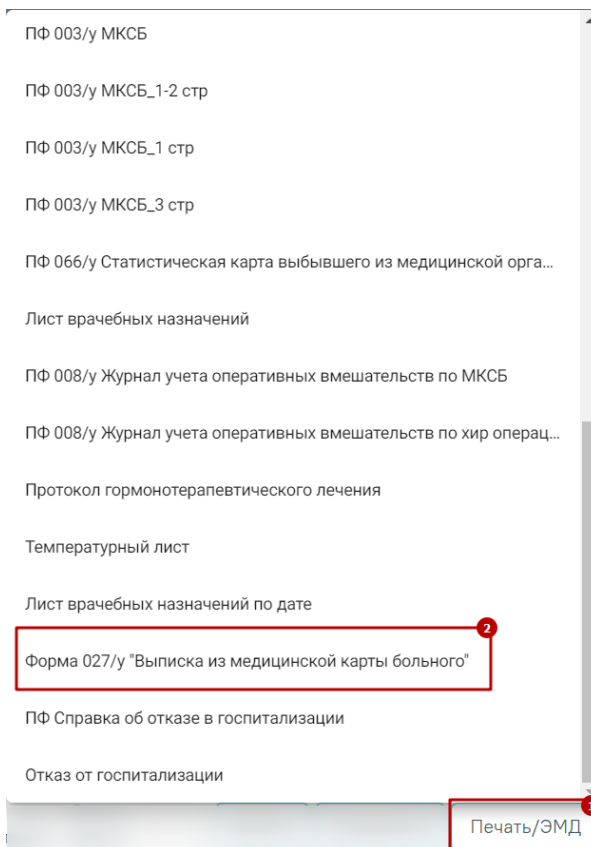 ПФ 003/у МКСБ
ПФ 003/у МКСБ_1-2 стр
ПФ 003/у МКСБ_1 стр
ПФ 003/у МКСБ_3 стр
ПФ 066/у Статистическая карта выбывшего из медицинской орга...
Лист врачебных назначений
ПФ 008/у Журнал учета оперативных вмешательств по МКСБ
ПФ 008/у Журнал учета оперативных вмешательств по хир операц...
Протокол гормонотерапевтического лечения
Температурный лист
Лист врачебных назначений по дате
2
Форма 027/у "Выписка из медицинской карты больного"
ПФ Справка об отказе в госпитализации
Отказ от госпитализации
Печать/ЭМД